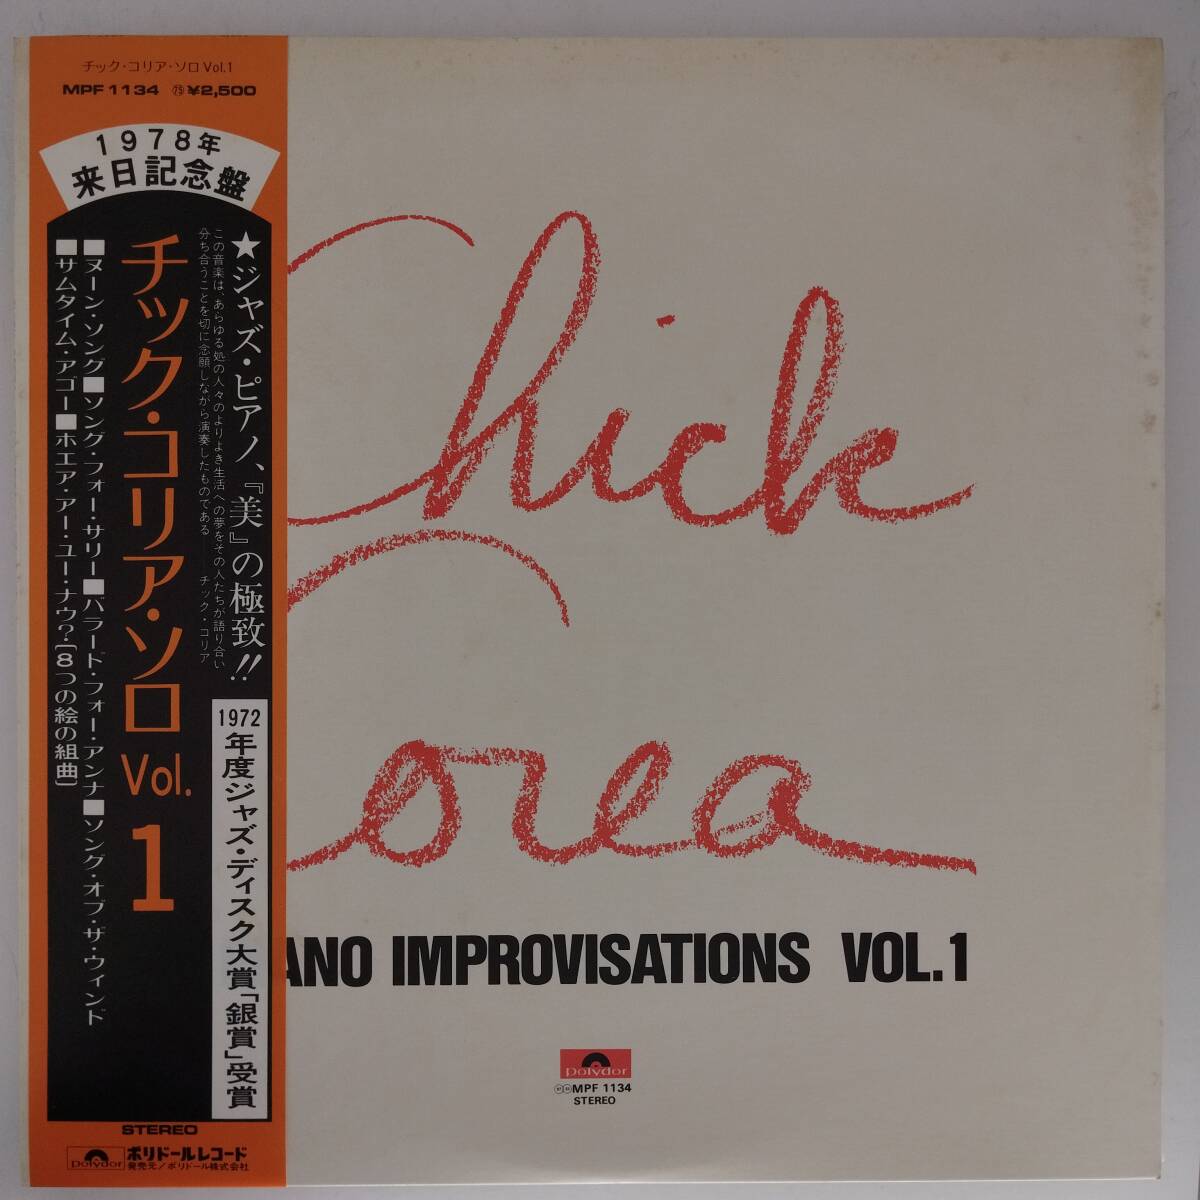 チック・コリア・ソロ Vol.1
MPF 1134 ㊄¥2,500
1978年
来日記念盤
★ジャズ・ピアノ、『美』の極致!!
この音楽は、あらゆる処の人々のよりよき生活への夢をその人たちが語り合い
分ち合うことを切に念願しながら演奏したものである――チック・コリア
1972年度ジャズ・ディスク大賞「銀賞」受賞
チック・コリア・ソロ Vol. 1
■ヌーン・ソング■ソング・フォー・サリー■バラード・フォー・アンナ■ソング・オブ・ザ・ウィンド
■サムタイム・アゴー■ホエア・アー・ユー・ナウ?〔8つの絵の組曲〕
STEREO
Polydor ポリドールレコード
発売元/ポリドール株式会社
Chick
Corea
ANO IMPROVISATIONS VOL.1
Polydor
MPF 1134
STEREO